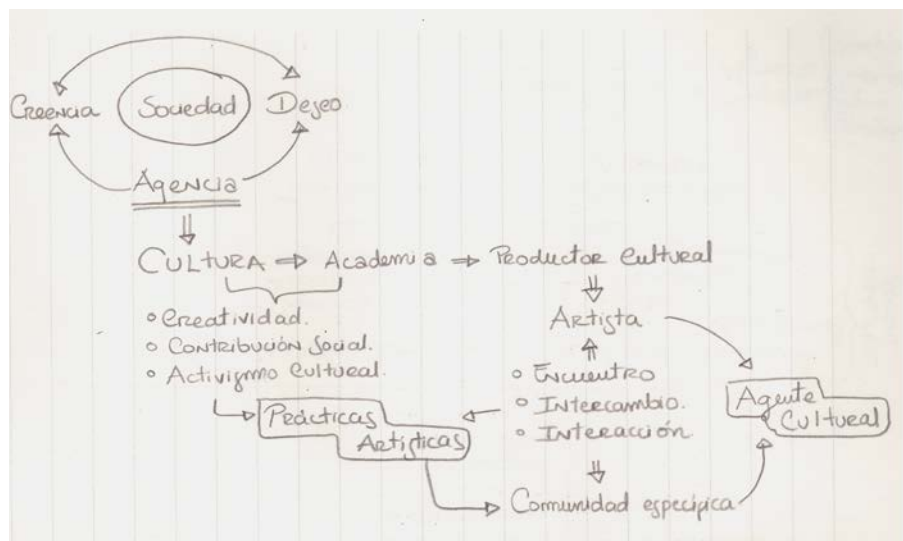 Creencia Sociedad Deseo
Agencia
CULTURA ⇒ Academia ⇒ Productor Cultural
Artista
• Creatividad.
• Contribución Social.
• Activismo Cultural.
• Encuentro
• Intercambio.
• Interacción
Prácticas
Artísticas
Agente
Cultural
Comunidad específica